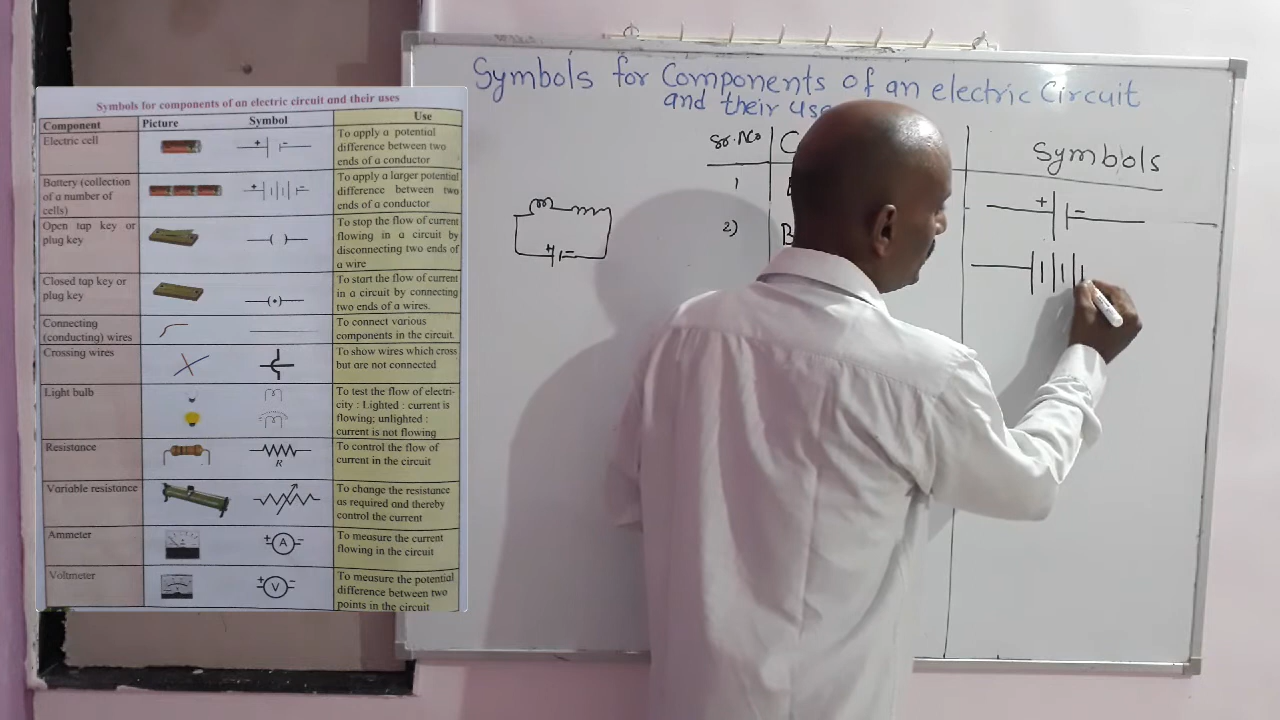 Symbols for Components of an electric Circuit
and their use
Symbols for components of an electric circuit and their uses
Component Picture Symbol Use
Electric cell
+ −
To apply a potential
difference between two
ends of a conductor
Battery (collection
of a number of
cells)
+ −
To apply a larger potential
difference between two
ends of a conductor
Open tap key or
plug key
To stop the flow of current
flowing in a circuit by
disconnecting two ends of
a wire
Closed tap key or
plug key
To start the flow of current
in a circuit by connecting
two ends of a wires.
Connecting
(conducting) wires
To connect various
components in the circuit.
Crossing wires
To show wires which cross
but are not connected
Light bulb
To test the flow of electri-
city : Lighted : current is
flowing; unlighted :
current is not flowing
Resistance
R
To control the flow of
current in the circuit
Variable resistance
To change the resistance
as required and thereby
control the current
Ammeter
+ A −
To measure the current
flowing in the circuit
Voltmeter
+ V −
To measure the potential
difference between two
points in the circuit
Sr.No C Symbols
1
+ −
2) B
+ −